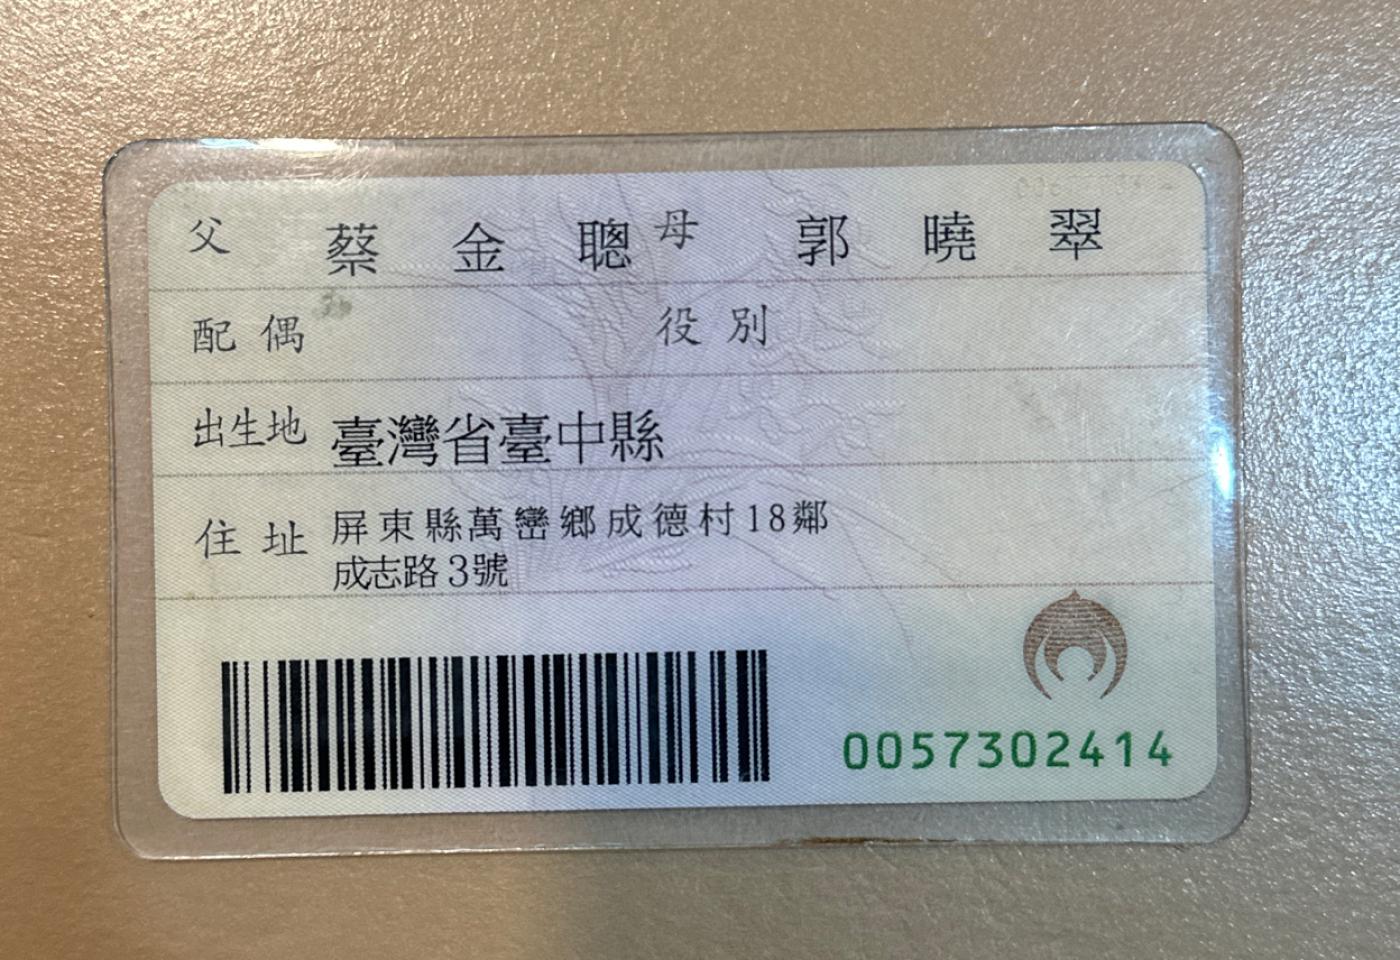 父 蔡金聰 母 郭曉翠
配偶 役別
出生地 臺灣省臺中縣
住址 屏東縣萬巒鄉成德村18鄰
成志路3號
0057302414